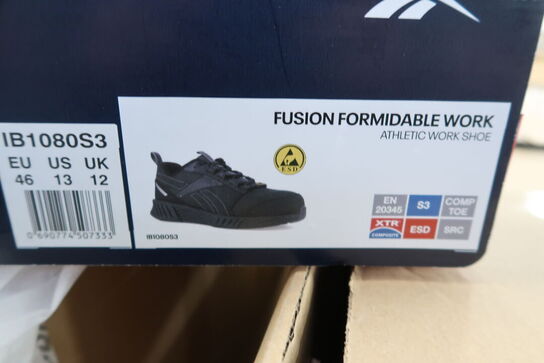 IB1080S3
EU US UK
46 13 12
0 690774 507333
FUSION FORMIDABLE WORK
ATHLETIC WORK SHOE
ESD
IB1080S3
EN 20345
S3
COMP TOE
XTR COMPOSITE
ESD
SRC